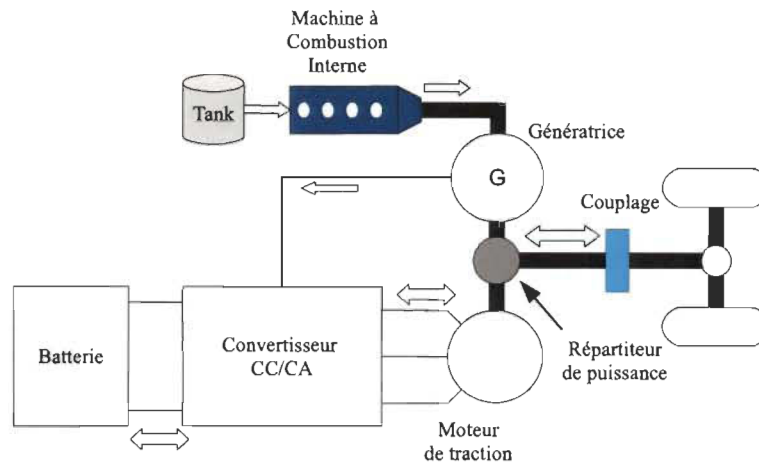 Machine à
Combustion
Interne
Tank
Génératrice
G
Couplage
Batterie
Convertisseur
CC/CA
Répartiteur
de puissance
Moteur
de traction